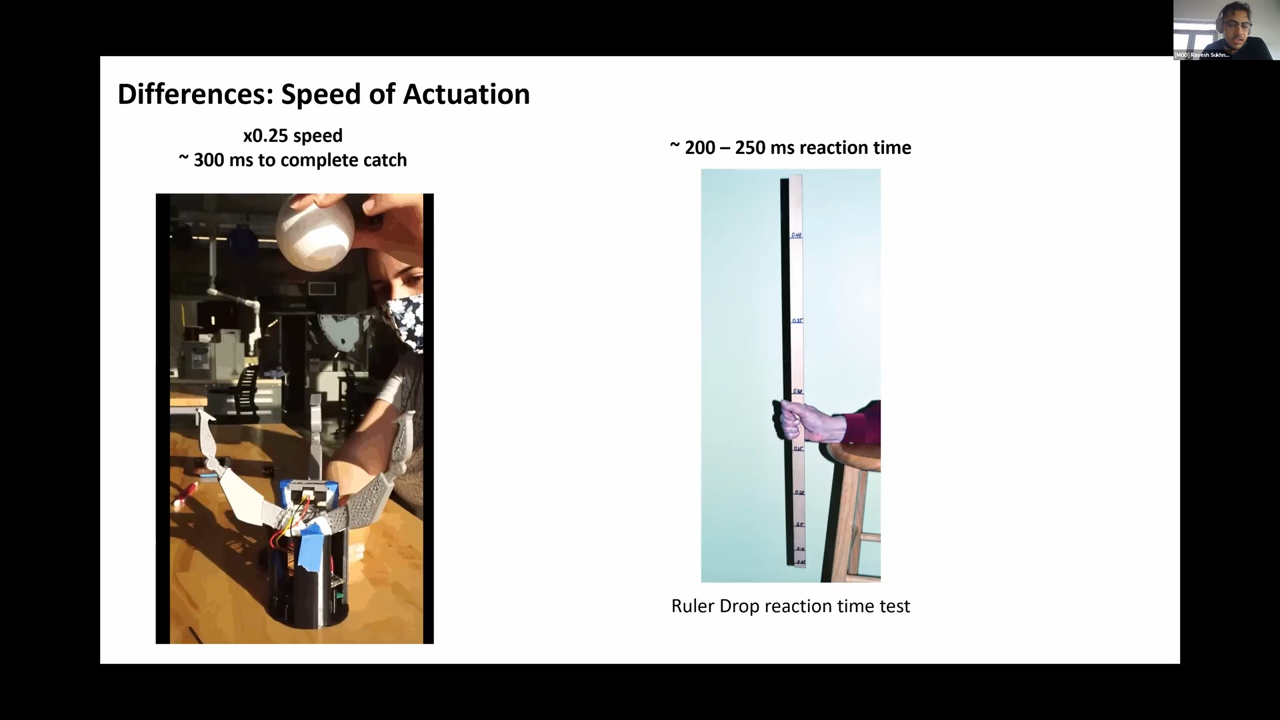 Differences: Speed of Actuation
x0.25 speed
~ 300 ms to complete catch
~ 200 – 250 ms reaction time
Ruler Drop reaction time test